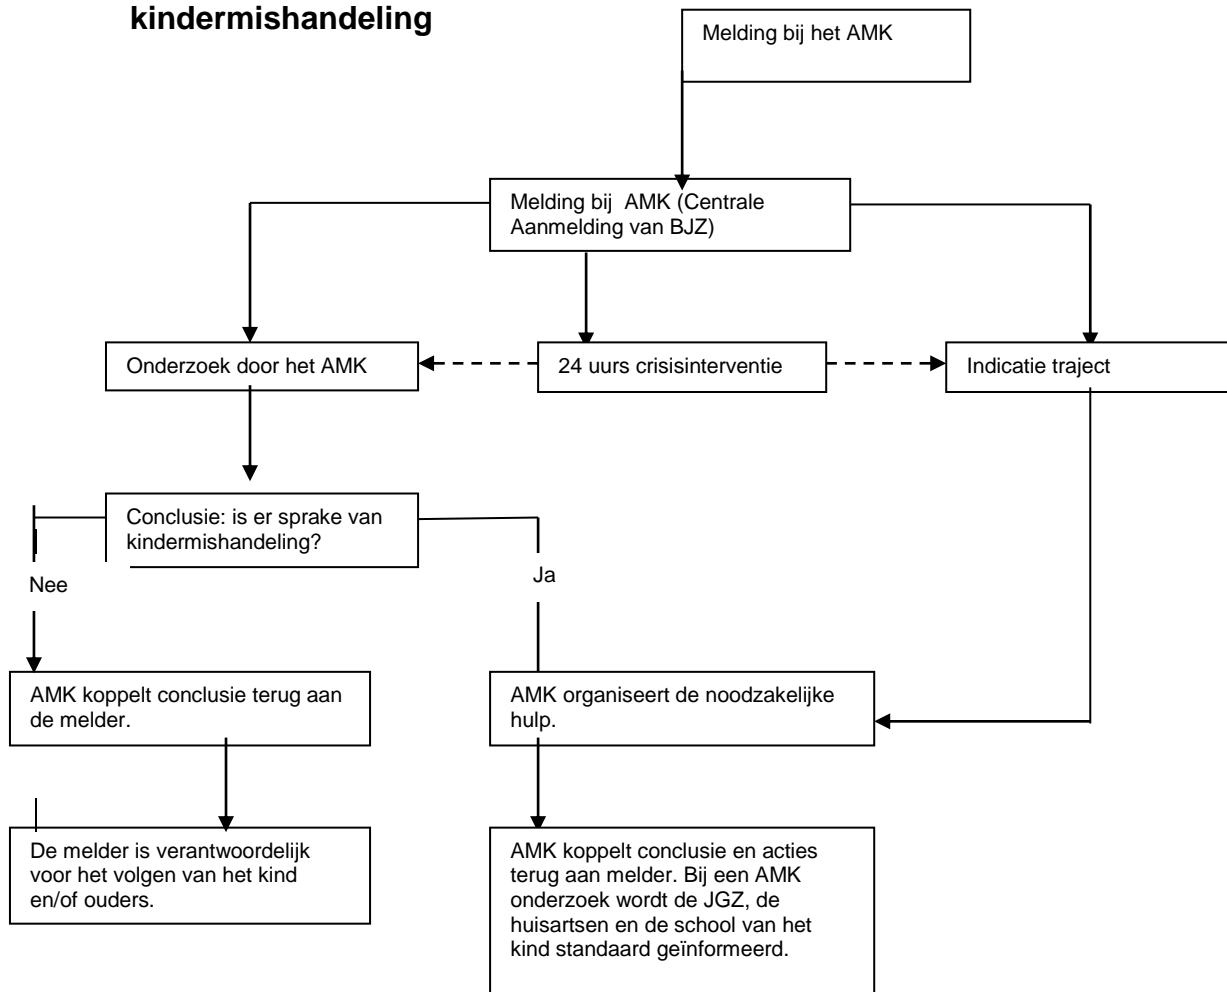 kindermishandeling
Melding bij het AMK
Melding bij AMK (Centrale
Aanmelding van BJZ)
Onderzoek door het AMK
24 uurs crisisinterventie
Indicatie traject
Conclusie: is er sprake van
kindermishandeling?
Nee
Ja
AMK koppelt conclusie terug aan
de melder.
AMK organiseert de noodzakelijke
hulp.
De melder is verantwoordelijk
voor het volgen van het kind
en/of ouders.
AMK koppelt conclusie en acties
terug aan melder. Bij een AMK
onderzoek wordt de JGZ, de
huisartsen en de school van het
kind standaard geïnformeerd.